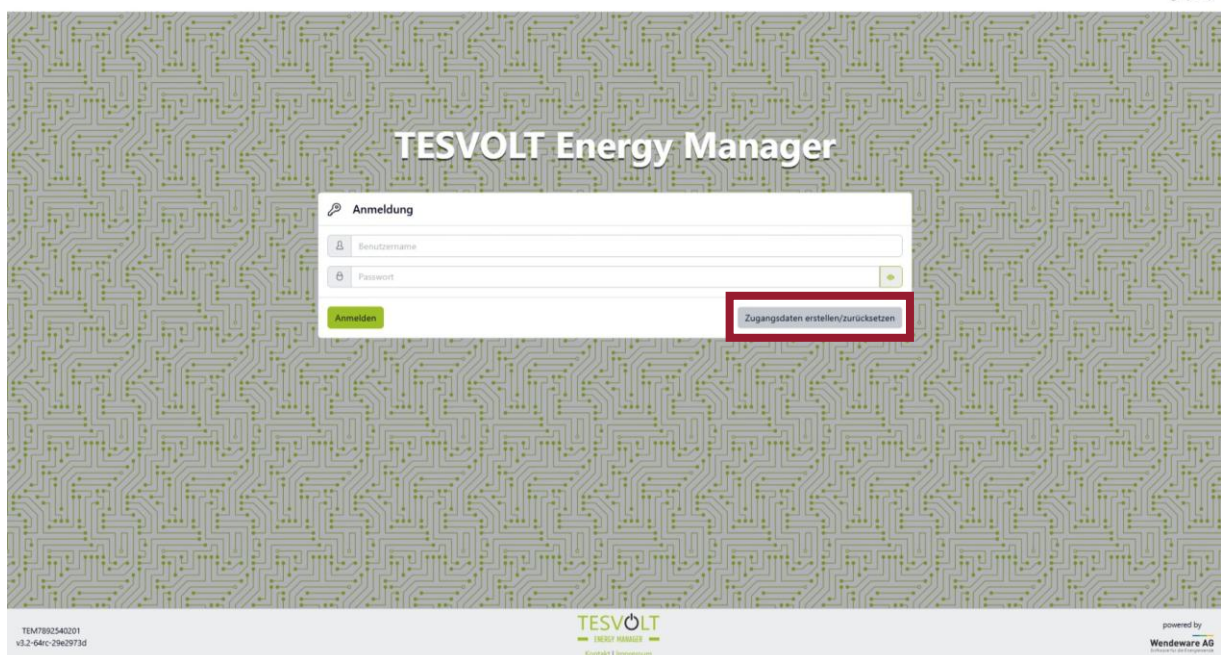 TESVOLT Energy Manager
Anmeldung
Benutzername
Passwort
Anmelden
Zugangsdaten erstellen/zurücksetzen
TEM7892540201
v3.2-64rc-29e2973d
TESVOLT
ENERGY MANAGER
Kontakt | Impressum
powered by
Wendeware AG